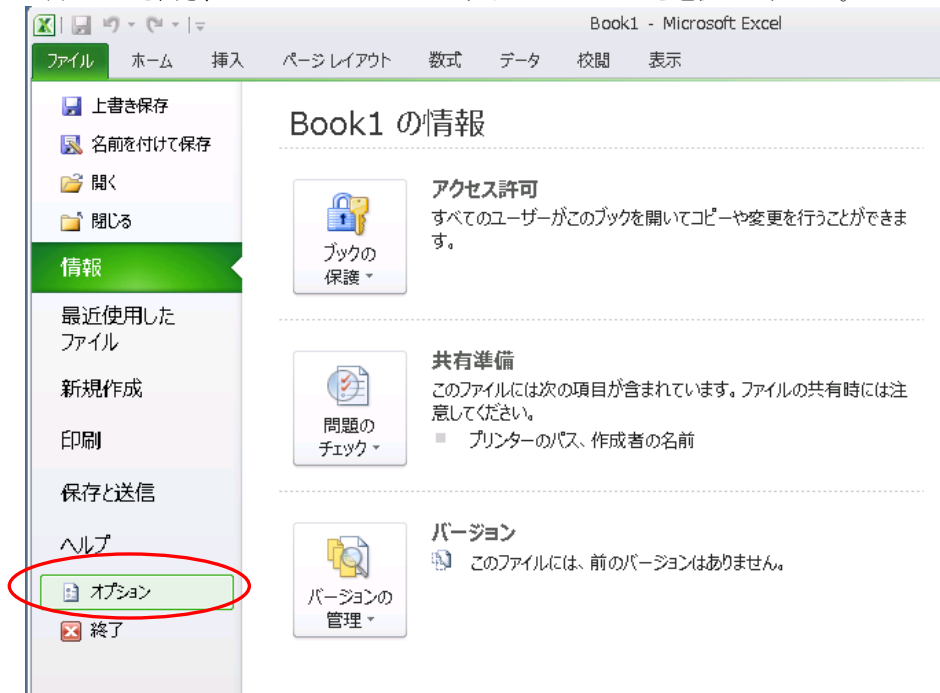 Book1 - Microsoft Excel
ファイル ホーム 挿入 ページ レイアウト 数式 データ 校閲 表示
上書き保存
名前を付けて保存
開く
閉じる
情報
最近使用した
ファイル
新規作成
印刷
保存と送信
ヘルプ
オプション
終了
Book1 の情報
ブックの
保護
アクセス許可
すべてのユーザーがこのブックを開いてコピーや変更を行うことができま
す。
問題の
チェック
共有準備
このファイルには次の項目が含まれています。ファイルの共有時には注
意してください。
プリンターのパス、作成者の名前
バージョンの
管理
バージョン
このファイルには、前のバージョンはありません。